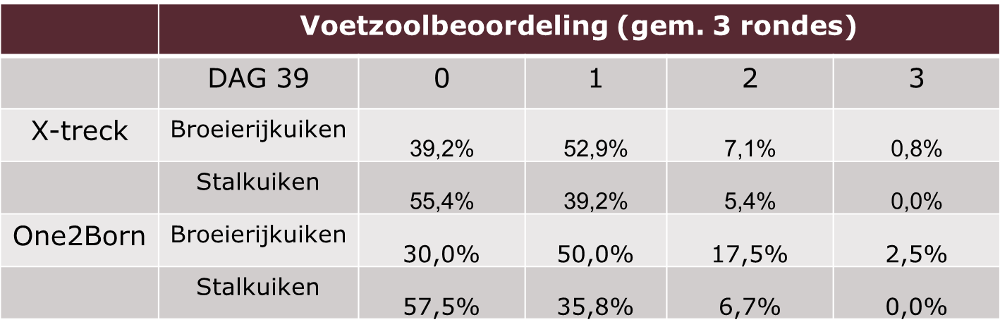 Voetzoolbeoordeling (gem. 3 rondes)
DAG 39 0 1 2 3
X-treck Broeierijkuiken 39,2% 52,9% 7,1% 0,8%
Stalkuiken 55,4% 39,2% 5,4% 0,0%
One2Born Broeierijkuiken 30,0% 50,0% 17,5% 2,5%
Stalkuiken 57,5% 35,8% 6,7% 0,0%